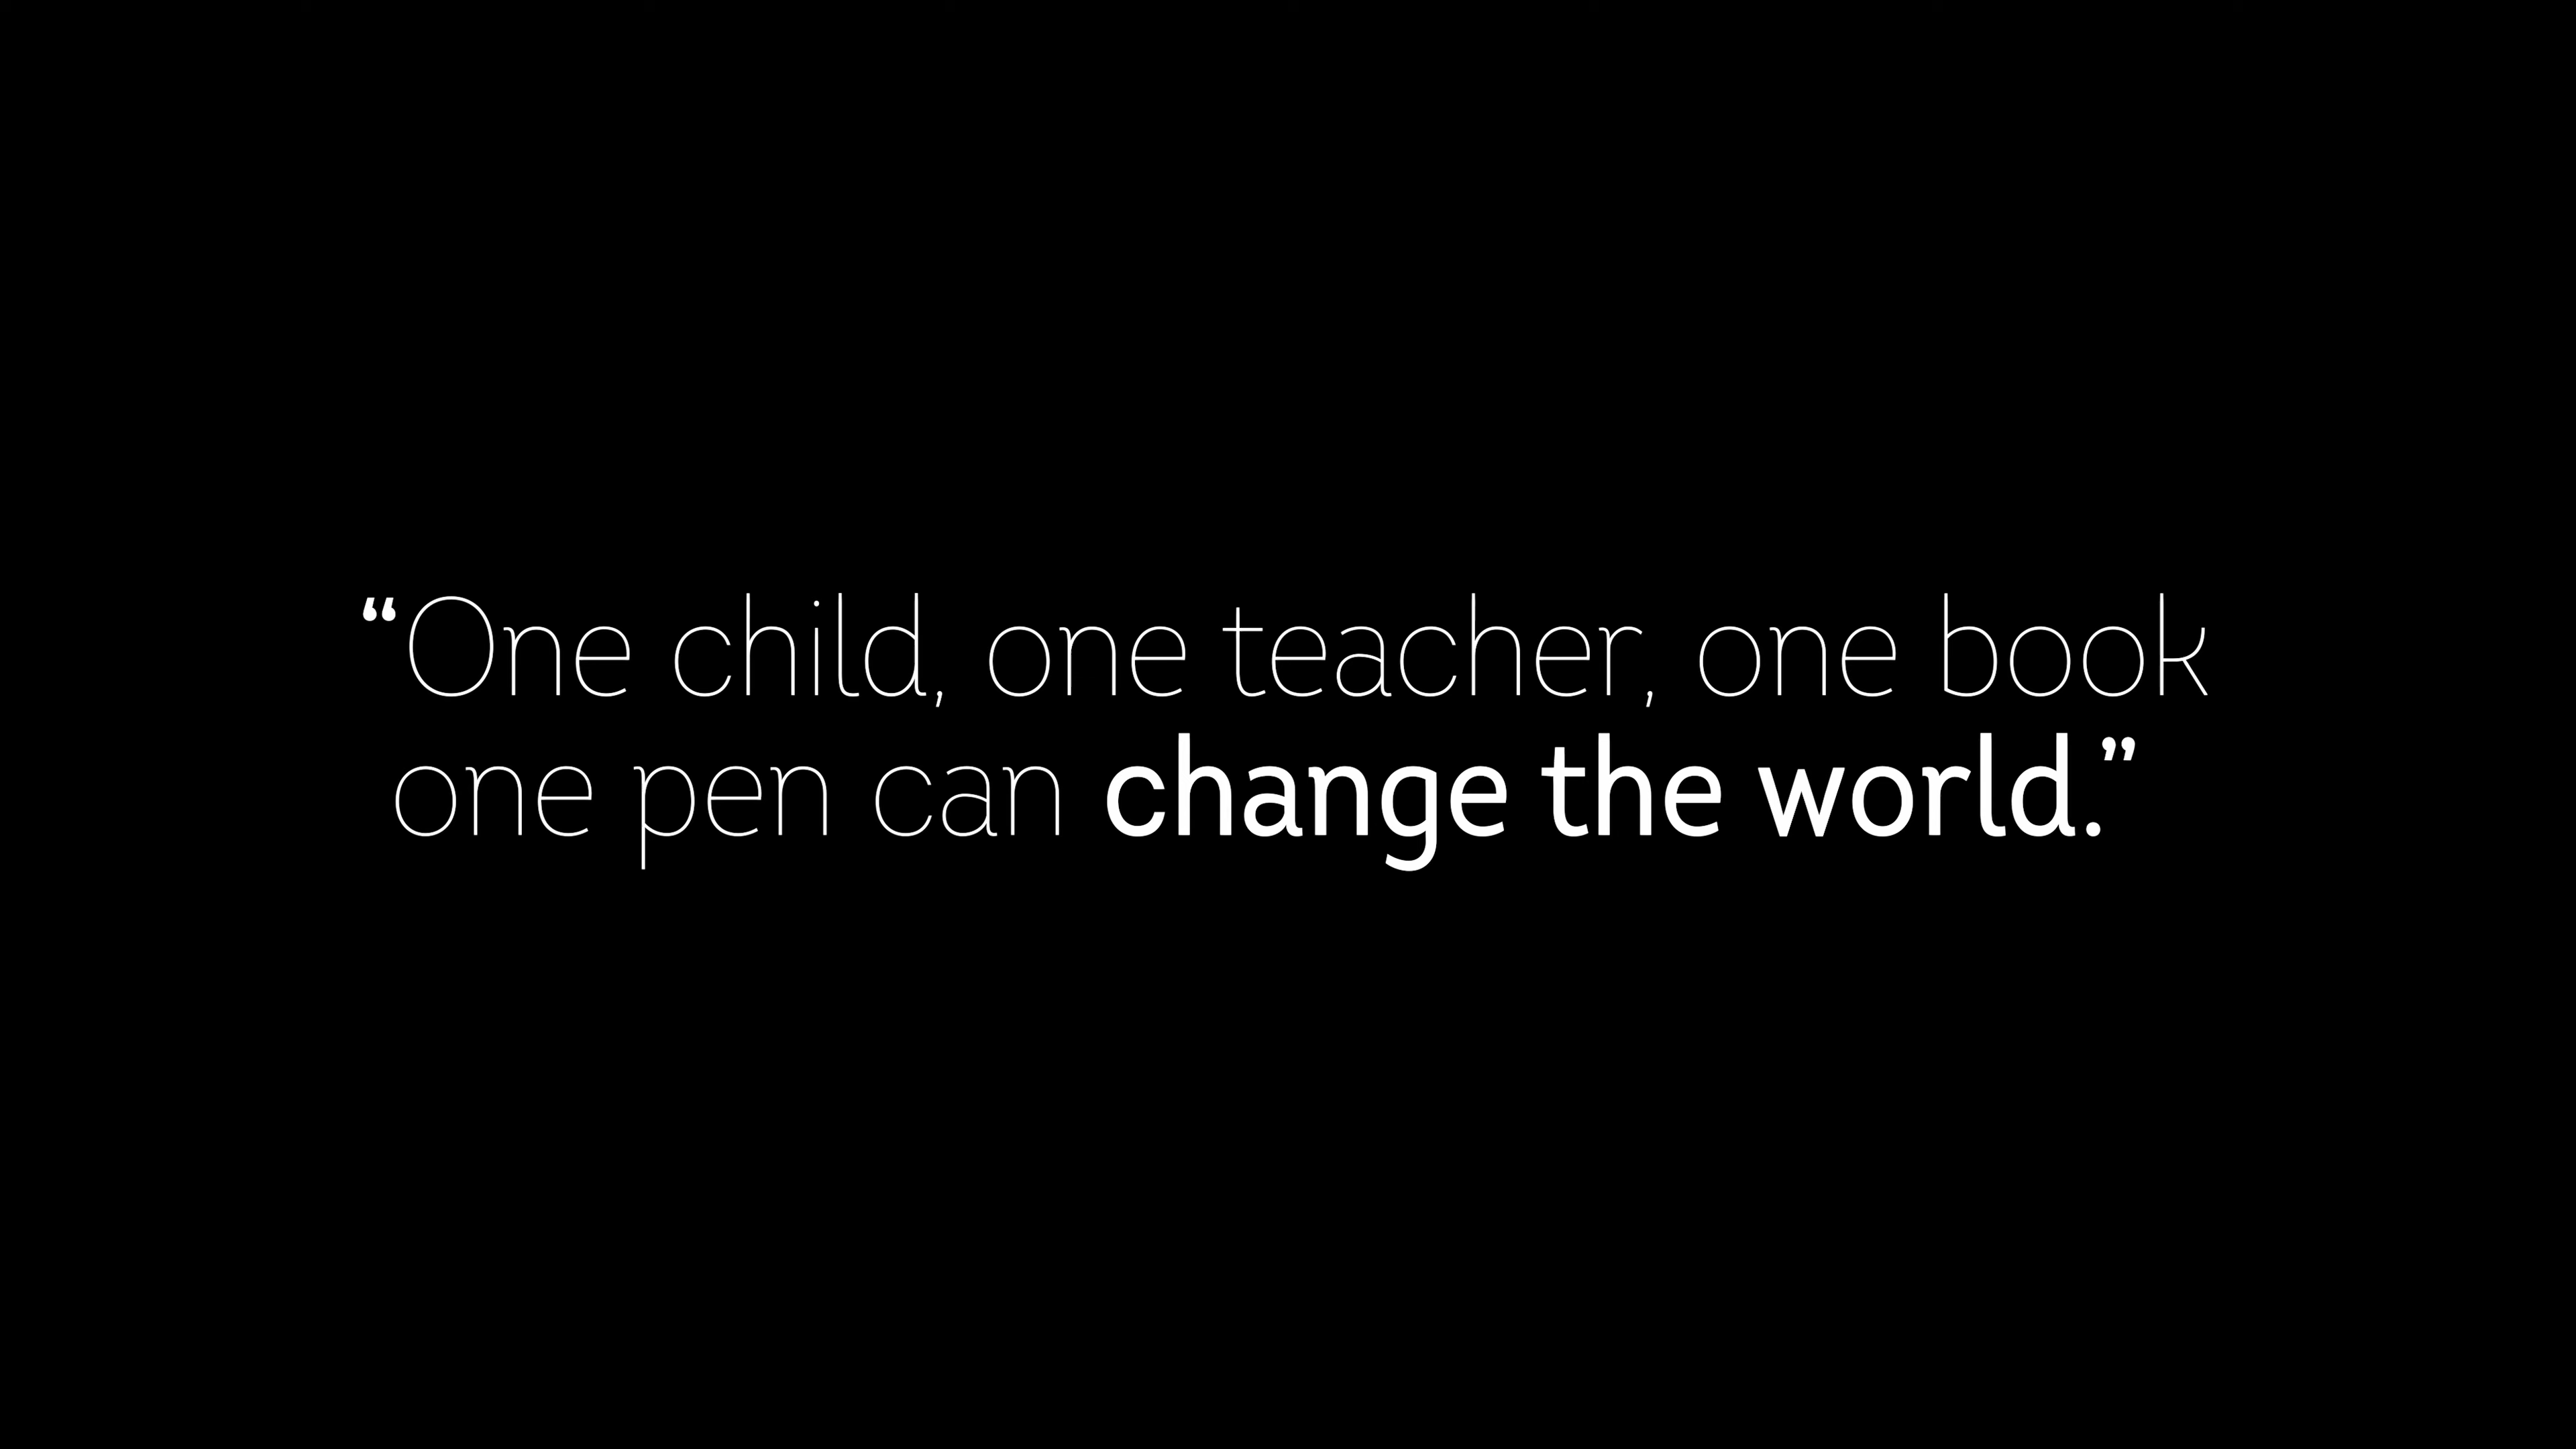 “One child, one teacher, one book
one pen can change the world.”